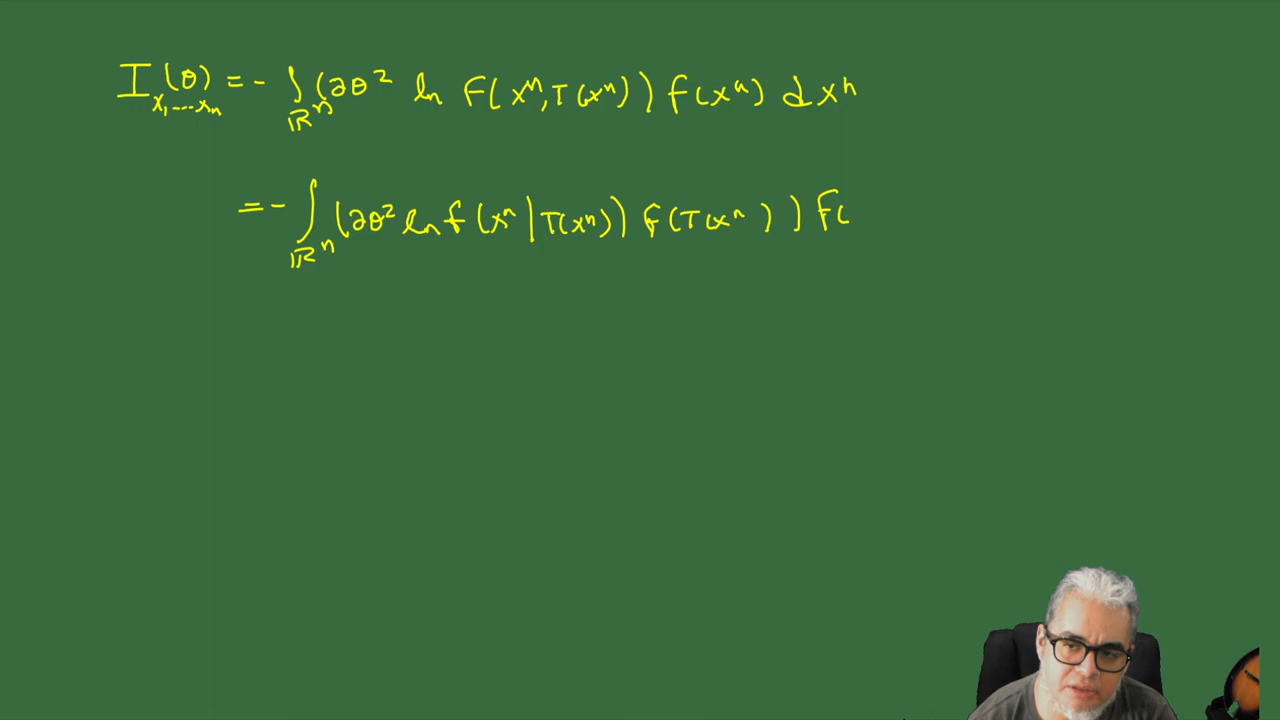 I_{x_1...x_n}(θ) = - ∫_{ℝ^n} (∂θ² ln f(x^n, T(x^n))) f(x^n) dx^n
= - ∫_{ℝ^n} (∂θ² ln f(x^n | T(x^n)) f(T(x^n))) f(